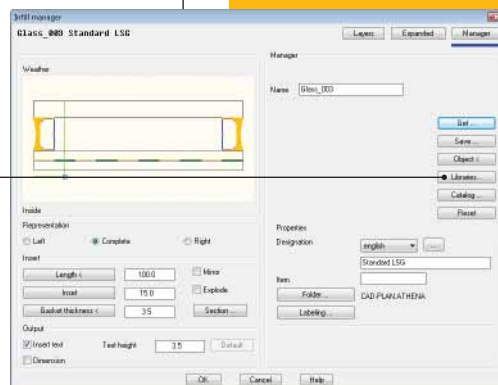 Infill manager
Glass_003 Standard LSG
Layers Expanded Manager
Weather
Inside
Representation
Left Complete Right
Insert
Length < 100.0 Mirror
Inset 15.0 Explode
Gasket thickness < 3.5 Section ...
Output
Insert text Text height 3.5 Default
Dimension
Manager
Name Glass_003
Get ...
Save ...
Object <
Libraries...
Catalog ...
Reset
Properties
Designation english ...
Standard LSG
Item
Folder ... CAD-PLAN\ATHENA
Labeling ...
OK Cancel Help